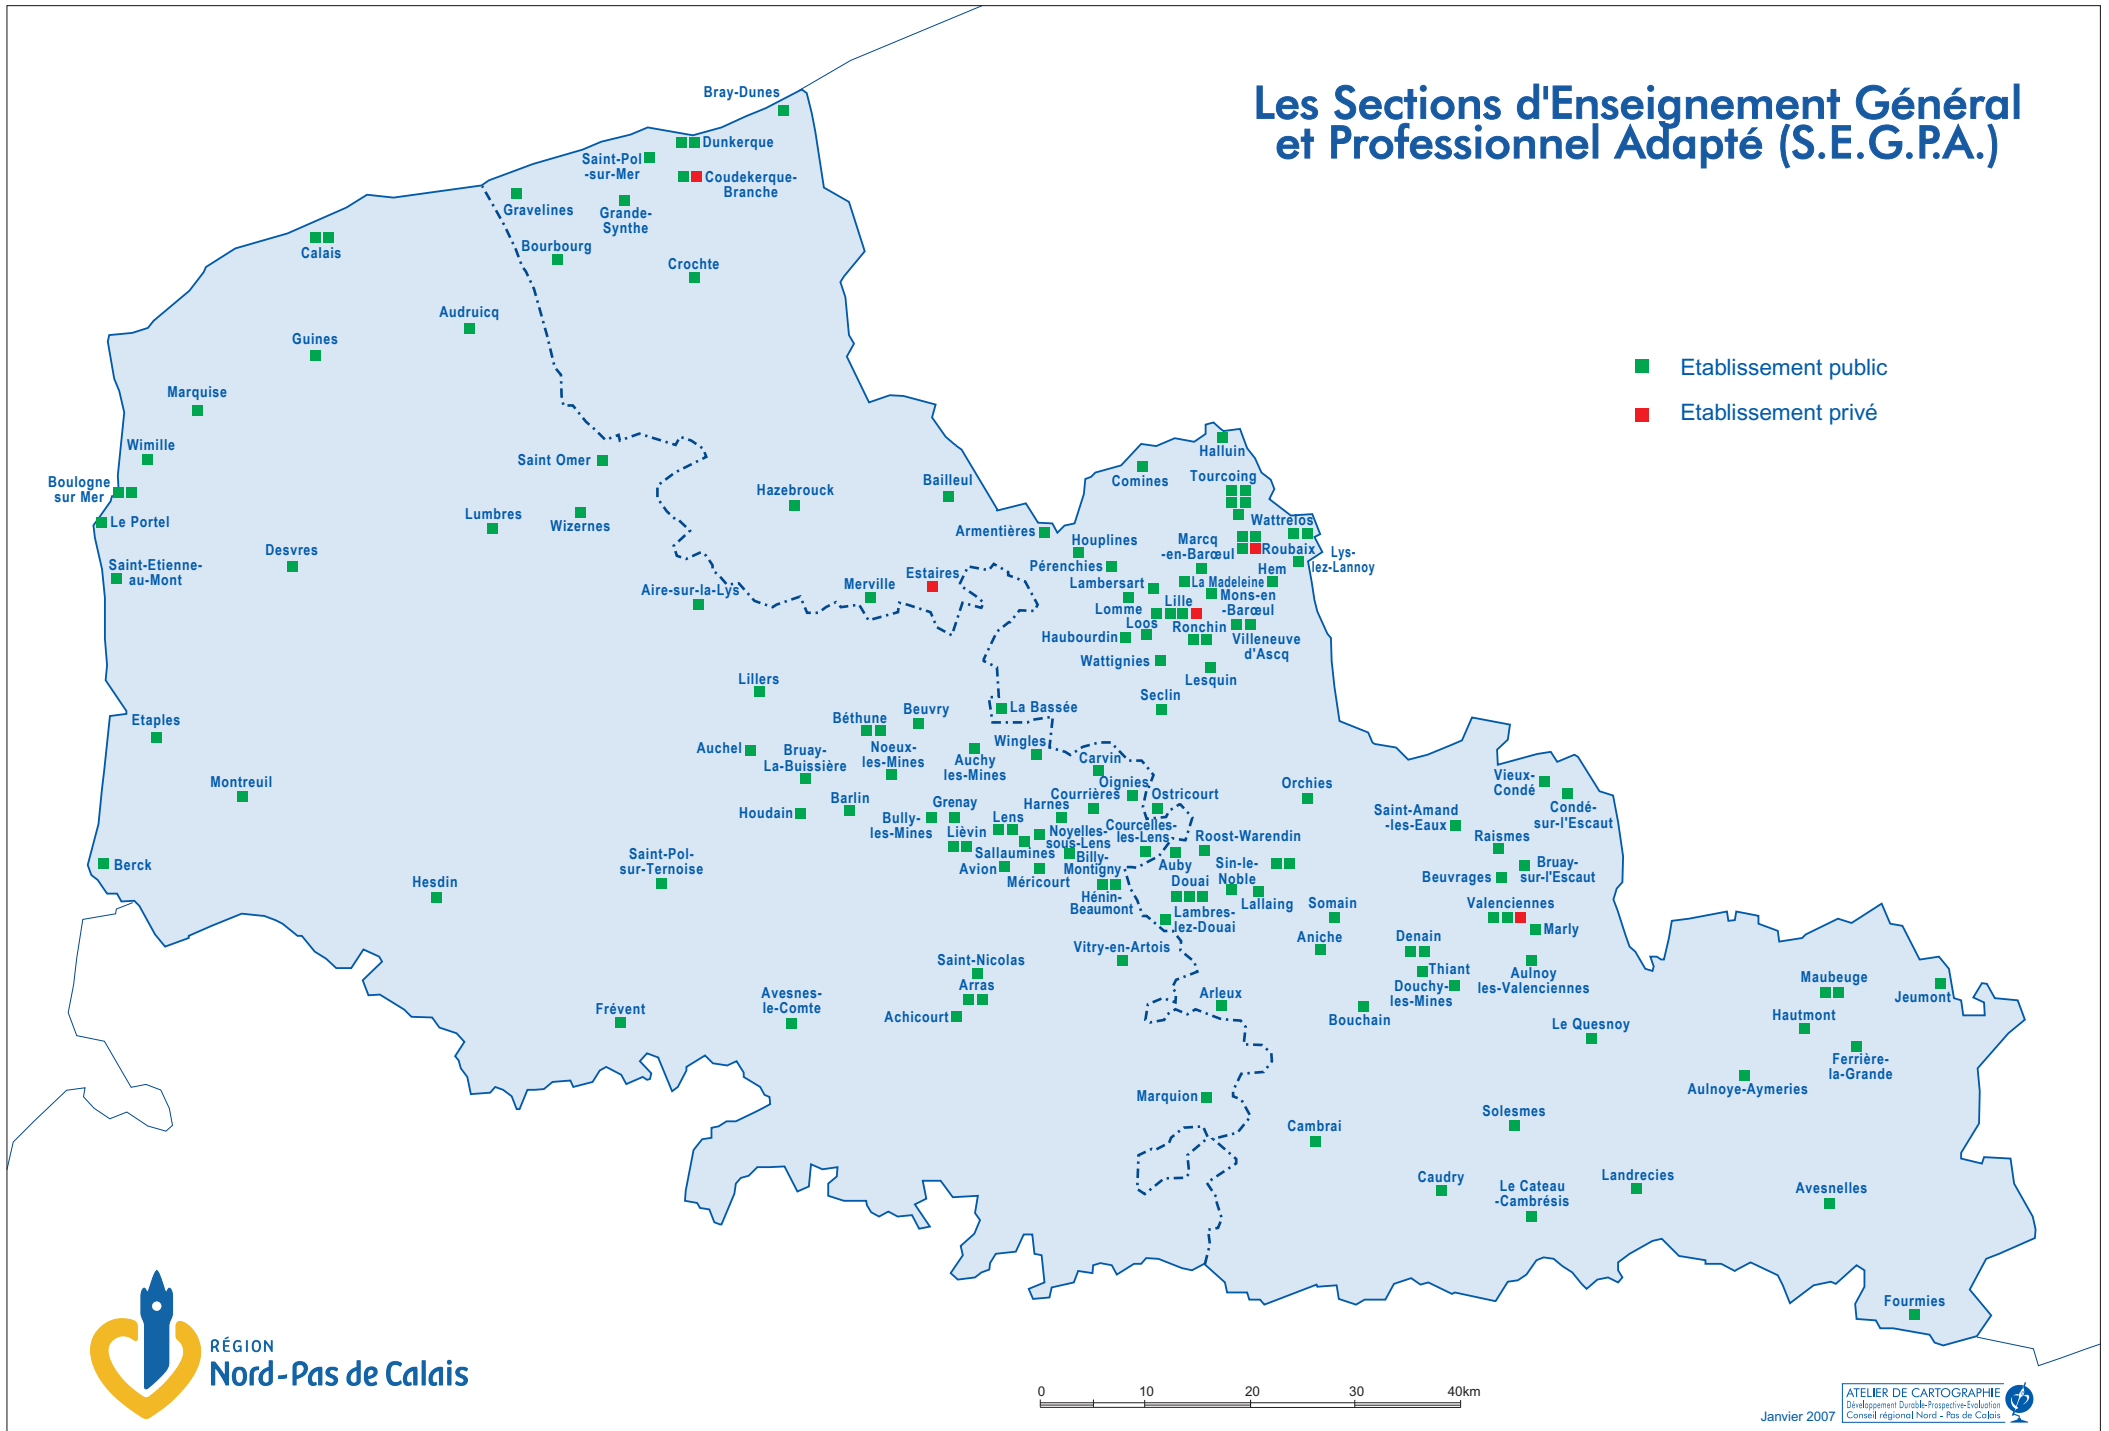 Les Sections d'Enseignement Général
et Professionnel Adapté (S.E.G.P.A.)
Bray-Dunes
Dunkerque
Saint-Pol
-sur-Mer
Coudekerque-
Branche
Gravelines
Grande-
Synthe
Bourbourg
Calais
Crochte
Audruicq
Guines
Etablissement public
Etablissement privé
Marquise
Wimille
Boulogne
sur Mer
Le Portel
Saint-Etienne-
au-Mont
Desvres
Saint Omer
Lumbres
Wizernes
Hazebrouck
Bailleul
Armentières
Aire-sur-la-Lys
Merville
Estaires
Halluin
Comines
Tourcoing
Wattrelos
Houplines
Marcq
-en-Barœul
Roubaix
Lys-
lez-Lannoy
Pérenchies
Hem
Lambersart
La Madeleine
Lomme
Lille
Mons-en
-Barœul
Loos
Ronchin
Haubourdin
Villeneuve
d'Ascq
Wattignies
Lesquin
Seclin
Lillers
Etaples
Béthune
Beuvry
La Bassée
Auchel
Bruay-
La-Buissière
Noeux-
les-Mines
Auchy
les-Mines
Wingles
Carvin
Oignies
Montreuil
Houdain
Barlin
Bully-
les-Mines
Grenay
Lens
Harnes
Courrières
Ostricourt
Orchies
Vieux-
Condé
Condé-
sur-l'Escaut
Saint-Amand
-les-Eaux
Raismes
Lièvin
Noyelles-
sous-Lens
Courcelles-
les-Lens
Roost-Warendin
Sallaumines
Billy-
Montigny
Auby
Sin-le-
Noble
Avion
Méricourt
Douai
Lallaing
Beuvrages
Bruay-
sur-l'Escaut
Berck
Hesdin
Saint-Pol-
sur-Ternoise
Hénin-
Beaumont
Lambres-
lez-Douai
Somain
Valenciennes
Marly
Vitry-en-Artois
Aniche
Denain
Saint-Nicolas
Arras
Achicourt
Thiant
Douchy-
les-Mines
Aulnoy
les-Valenciennes
Avesnes-
le-Comte
Frévent
Arleux
Bouchain
Le Quesnoy
Maubeuge
Jeumont
Hautmont
Ferrière-
la-Grande
Aulnoye-Aymeries
Marquion
Cambrai
Solesmes
Caudry
Le Cateau
-Cambrésis
Landrecies
Avesnelles
Fourmies
RÉGION
Nord-Pas de Calais
0 10 20 30 40km
Janvier 2007
ATELIER DE CARTOGRAPHIE
Développement Durable-Prospective-Evaluation
Conseil régional Nord - Pas de Calais